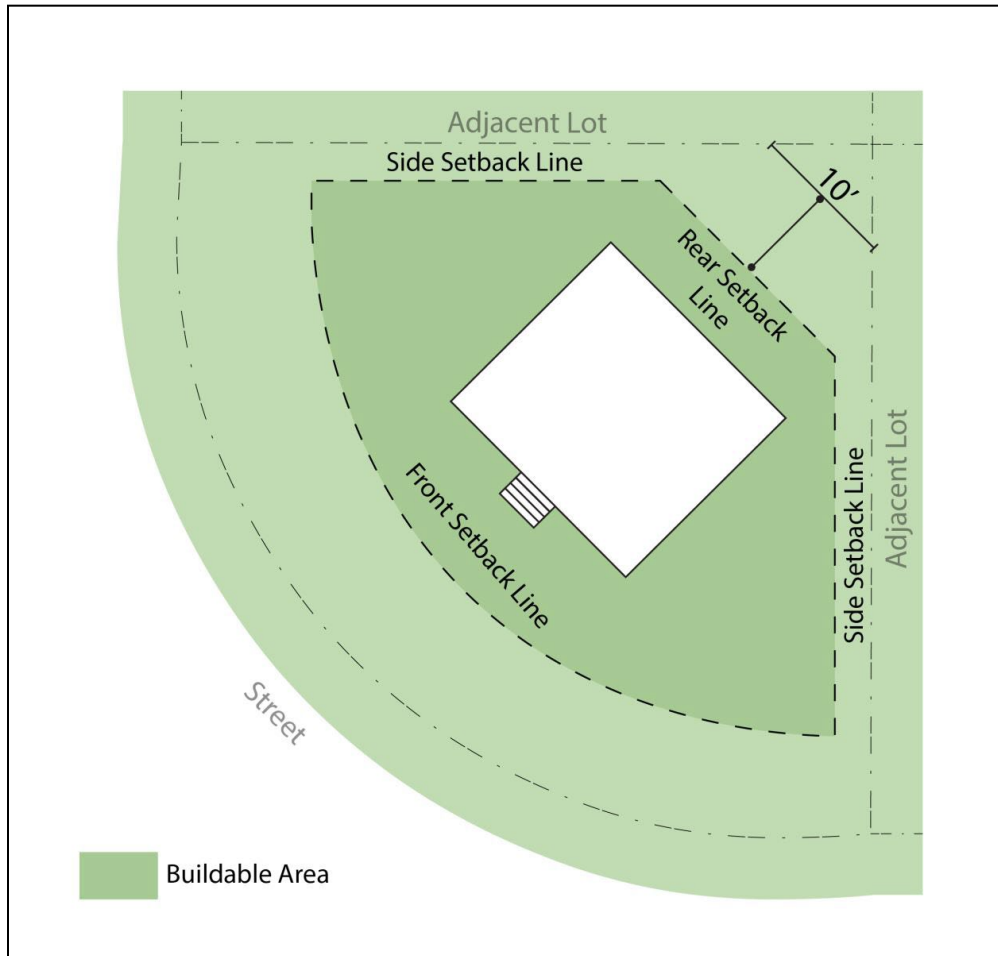 Adjacent Lot
Side Setback Line
10'
Rear Setback
Line
Front Setback Line
Side Setback Line
Adjacent Lot
Street
Buildable Area